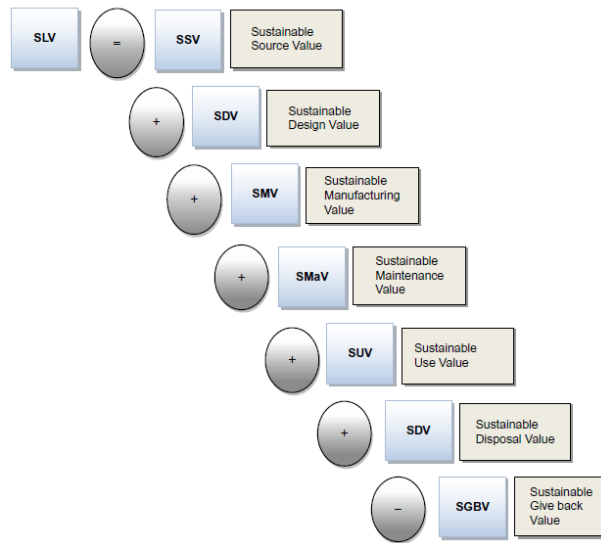 SLV = SSV Sustainable
Source Value
+ SDV Sustainable
Design Value
+ SMV Sustainable
Manufacturing
Value
+ SMaV Sustainable
Maintenance
Value
+ SUV Sustainable
Use Value
+ SDV Sustainable
Disposal Value
− SGBV Sustainable
Give back
Value